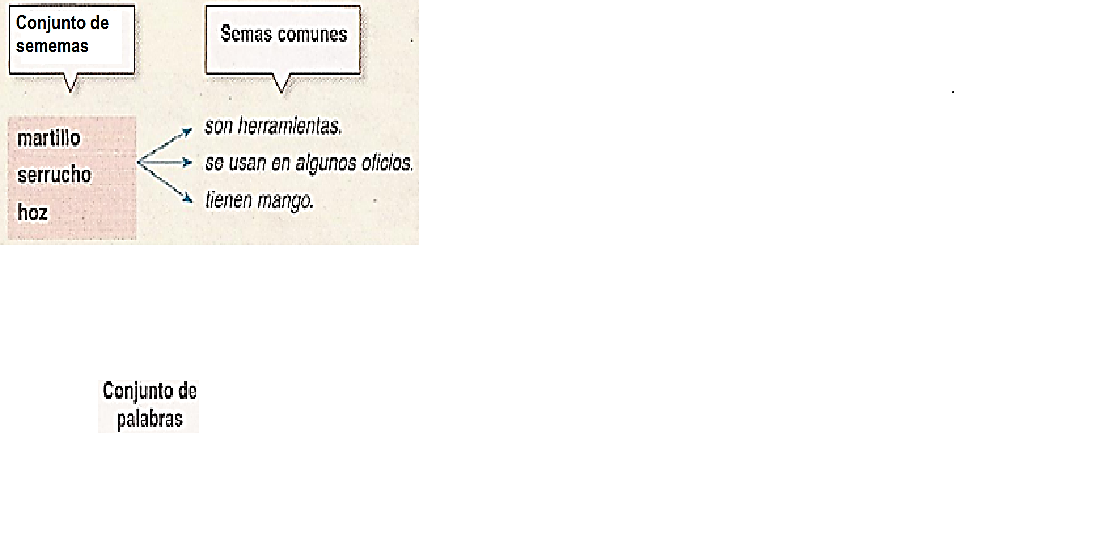 Conjunto de
sememas
Semas comunes
martillo
serrucho
hoz
son herramientas.
se usan en algunos oficios.
tienen mango.
Conjunto de
palabras